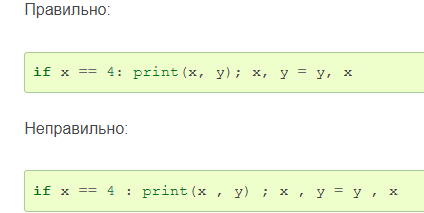 Правильно:
if x == 4: print(x, y); x, y = y, x
Неправильно:
if x == 4 : print(x , y) ; x , y = y , x